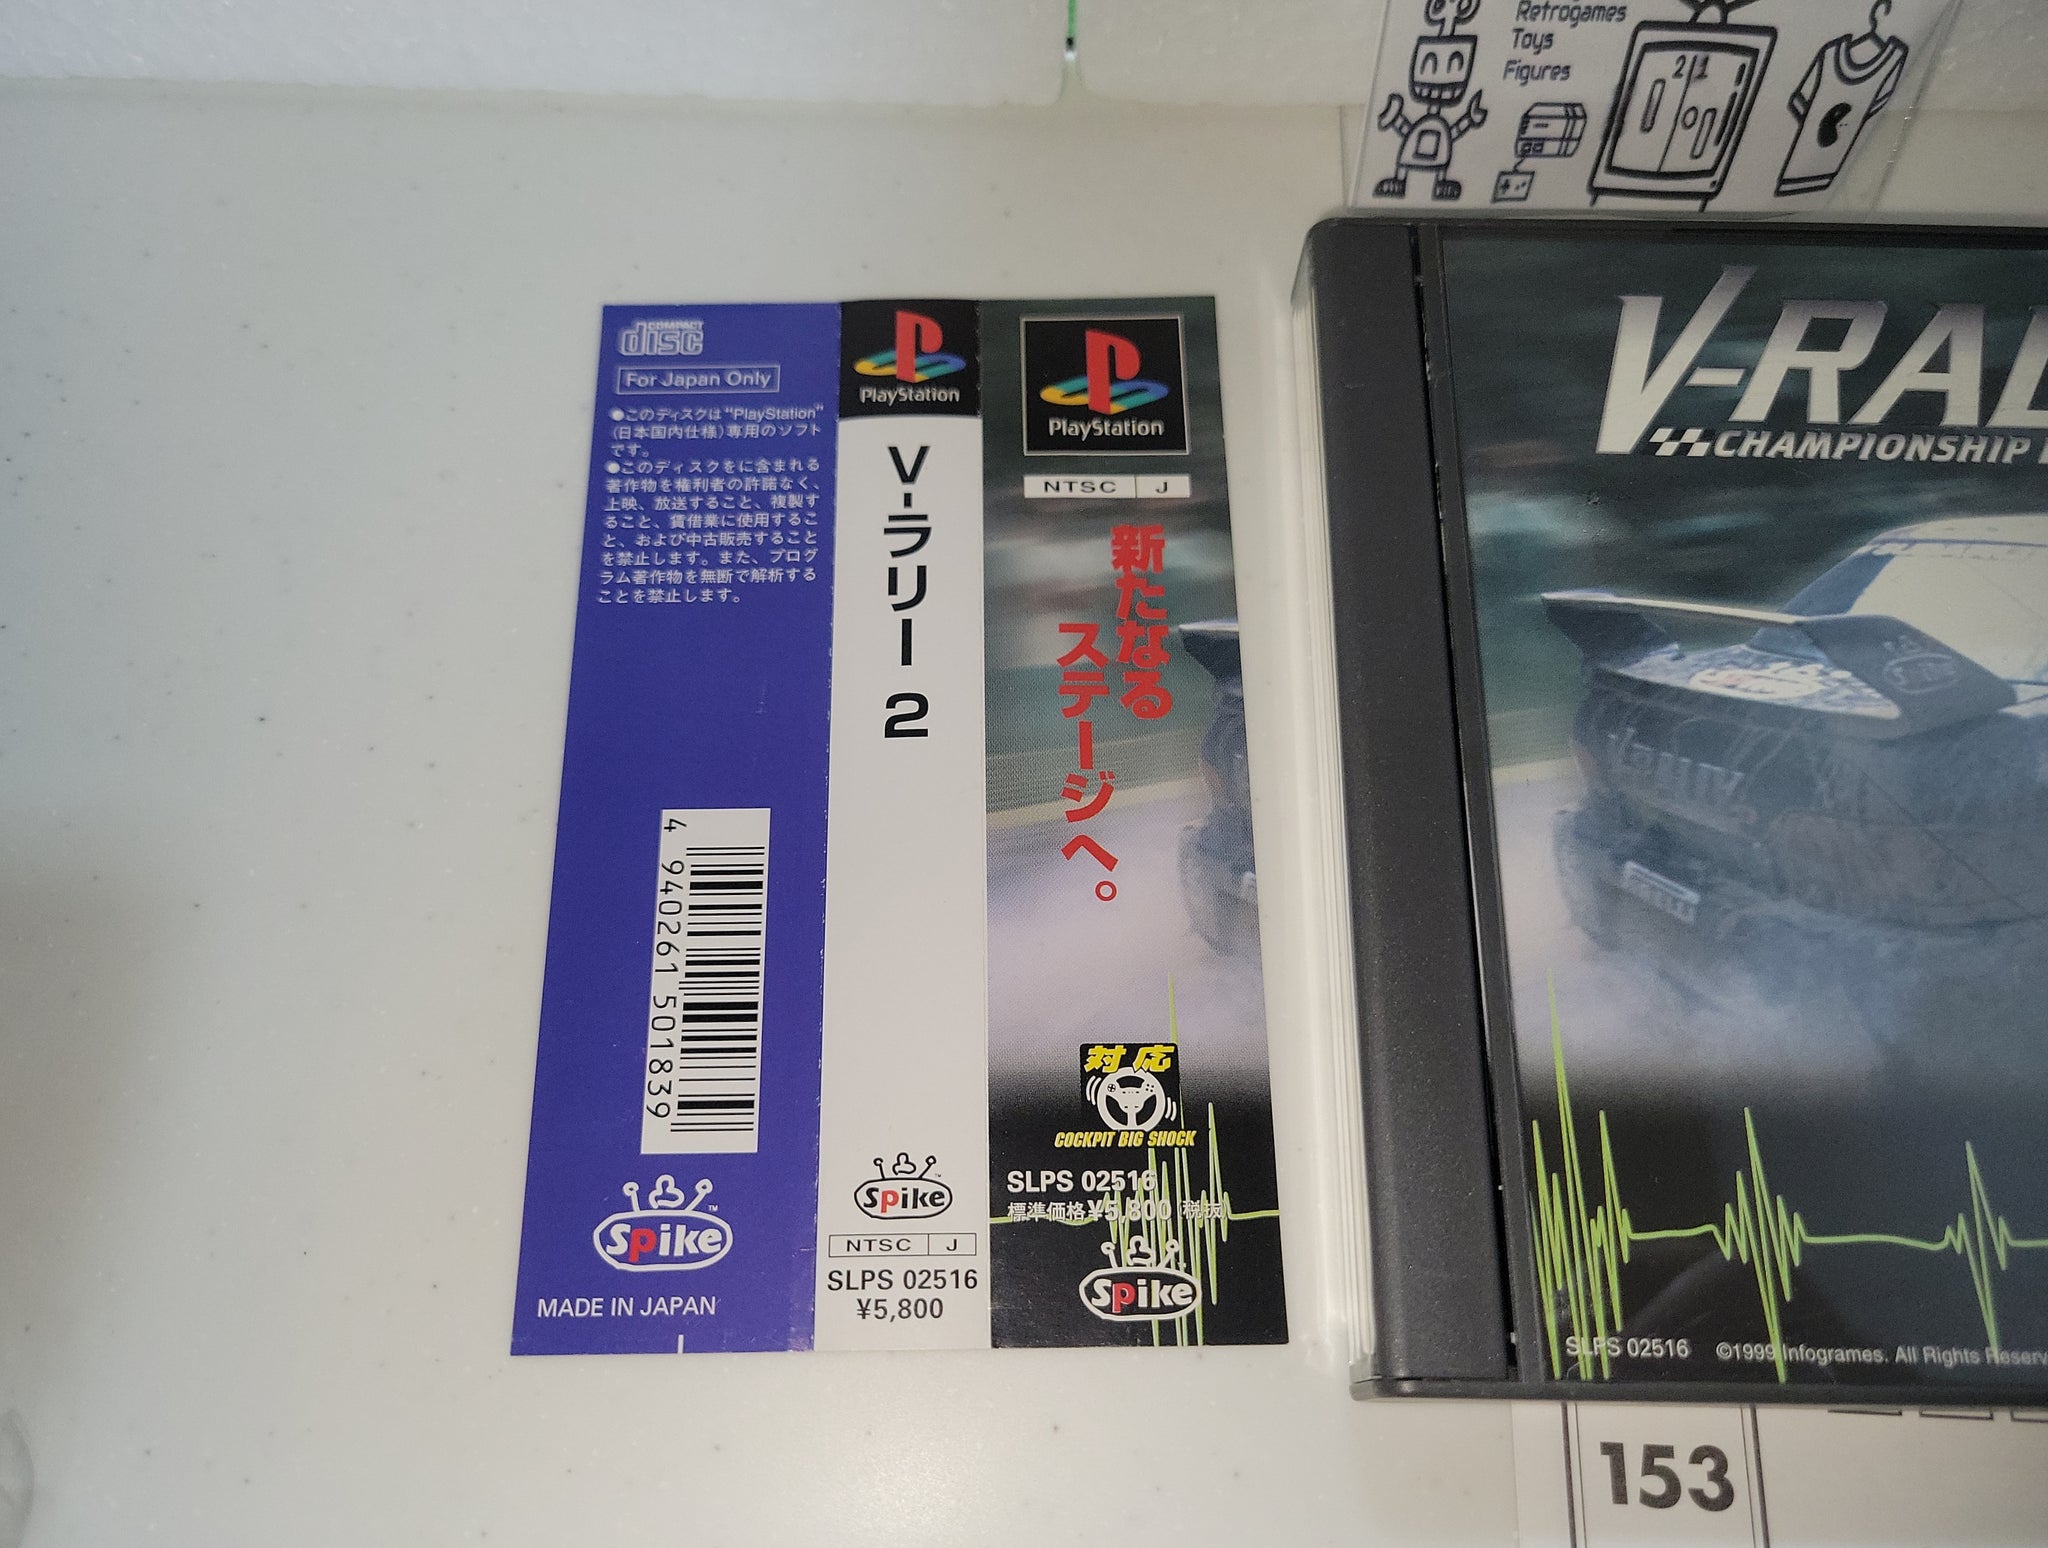 Retrogames
Toys
Figures
21
COMPACT
disc
For Japan Only
●このディスクは"PlayStation"
(日本国内仕様)専用のソフト
です。
●このディスクをに含まれる
著作物を権利者の許諾なく、
上映、放送すること、複製す
ること、賃借業に使用するこ
と、および中古販売すること
を禁止します。また、プログ
ラム著作物を無断で解析する
ことを禁止します。
4 940261 501839
Spike
™
MADE IN JAPAN
PlayStation
V-ラリー 2
Spike
NTSC J
SLPS 02516
¥5,800
PlayStation
NTSC J
新たなる
ステージへ。
対応
COCKPIT BIG SHOCK
SLPS 02516
標準価格¥5,800(税抜)
Spike
V-RAL
CHAMPIONSHIP
SLPS 02516 ©1999 Infogrames. All Rights Reserv
153